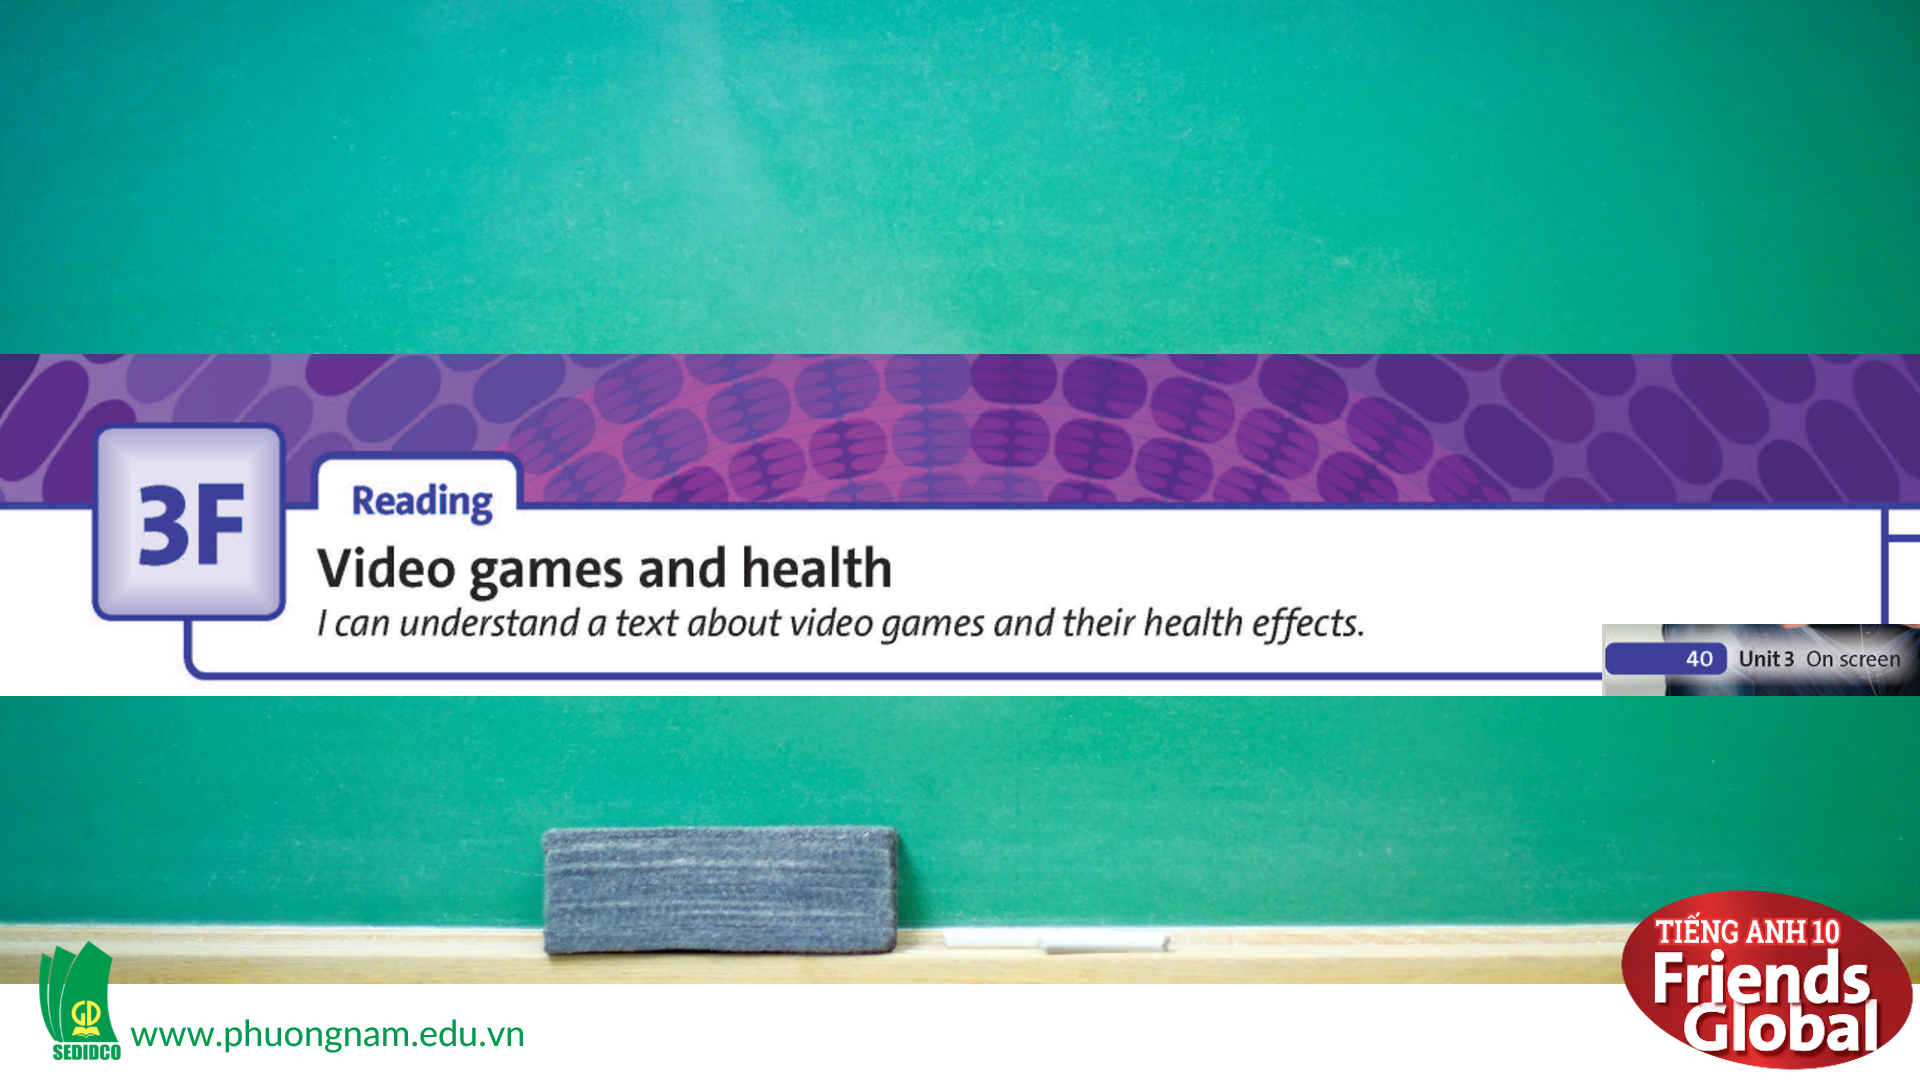 3F
Reading
Video games and health
I can understand a text about video games and their health effects.
40 Unit 3 On screen
GD
SEDIDCO
www.phuongnam.edu.vn
TIẾNG ANH 10
Friends
Global